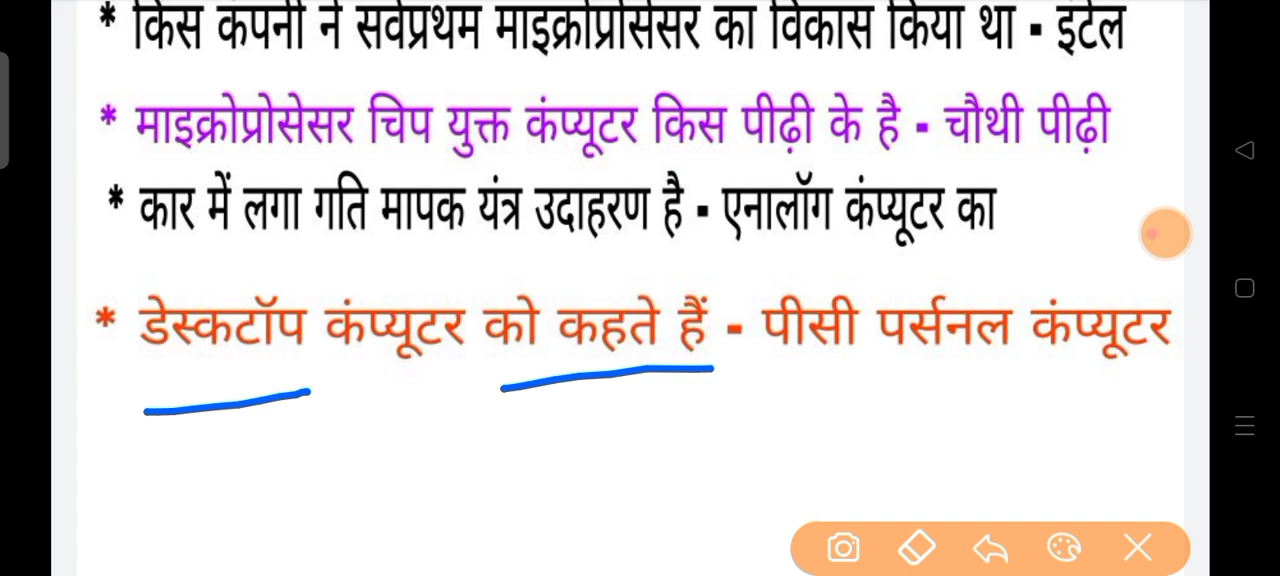 * किस कंपनी ने सर्वप्रथम माइक्रोप्रोसेसर का विकास किया था - इंटेल
* माइक्रोप्रोसेसर चिप युक्त कंप्यूटर किस पीढ़ी के है - चौथी पीढ़ी
* कार में लगा गति मापक यंत्र उदाहरण है - एनालॉग कंप्यूटर का
* डेस्कटॉप कंप्यूटर को कहते हैं - पीसी पर्सनल कंप्यूटर